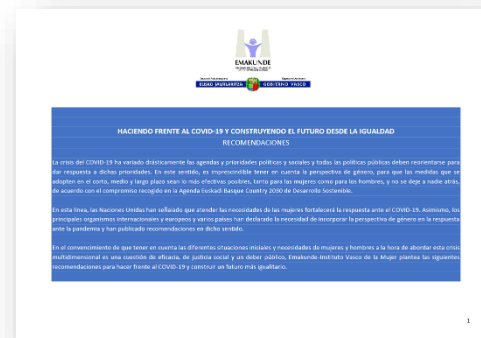 EMAKUNDE
EUSKO JAURLARITZA GOBIERNO VASCO
HACIENDO FRENTE AL COVID-19 Y CONSTRUYENDO EL FUTURO DESDE LA IGUALDAD
RECOMENDACIONES
La crisis del COVID-19 ha variado drásticamente las agendas y prioridades políticas y sociales y todas las políticas públicas deben reorientarse para
dar respuesta a dichas prioridades. En este sentido, es imprescindible tener en cuenta la perspectiva de género, para que las medidas que se
adopten en el corto, medio y largo plazo sean lo más efectivas posibles, tanto para las mujeres como para los hombres, y no se deje a nadie atrás,
de acuerdo con el compromiso recogido en la Agenda Euskadi Basque Country 2030 de Desarrollo Sostenible.
En esta línea, las Naciones Unidas han señalado que atender las necesidades de las mujeres fortalecerá la respuesta ante el COVID-19. Asimismo, los
principales organismos internacionales y europeos y varios países han declarado la necesidad de incorporar la perspectiva de género en la respuesta
ante la pandemia y han publicado recomendaciones en dicho sentido.
En el convencimiento de que tener en cuenta las diferentes situaciones iniciales y necesidades de mujeres y hombres a la hora de abordar esta crisis
multidimensional es una cuestión de eficacia, de justicia social y un deber público, Emakunde-Instituto Vasco de la Mujer plantea las siguientes
recomendaciones para hacer frente al COVID-19 y construir un futuro más igualitario.
1